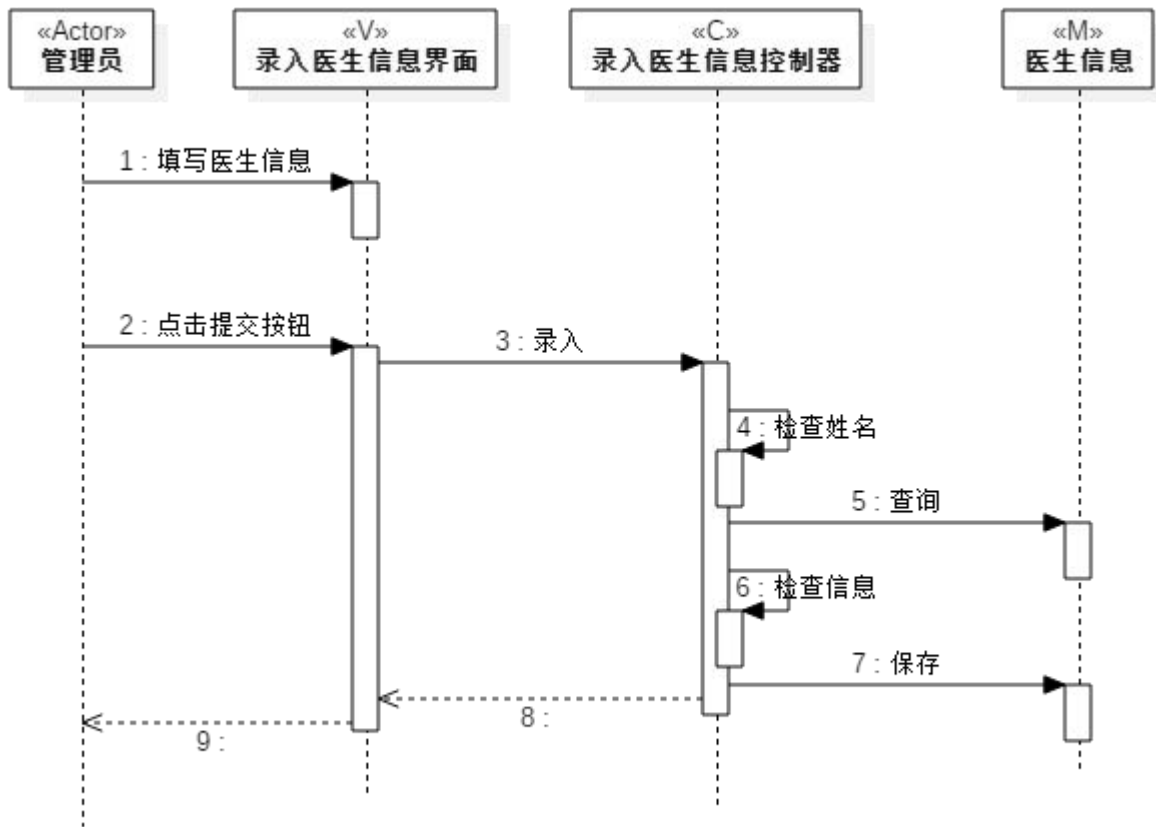 «Actor»
管理员
«V»
录入医生信息界面
«C»
录入医生信息控制器
«M»
医生信息
1 : 填写医生信息
2 : 点击提交按钮
3 : 录入
4 : 检查姓名
5 : 查询
6 : 检查信息
7 : 保存
8 :
9 :